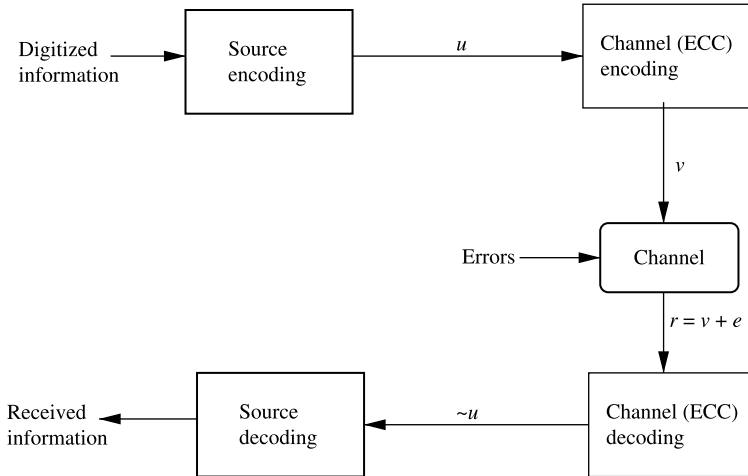 Digitized
information
Source
encoding
u
Channel (ECC)
encoding
v
Errors
Channel
r = v + e
Received
information
Source
decoding
~u
Channel (ECC)
decoding